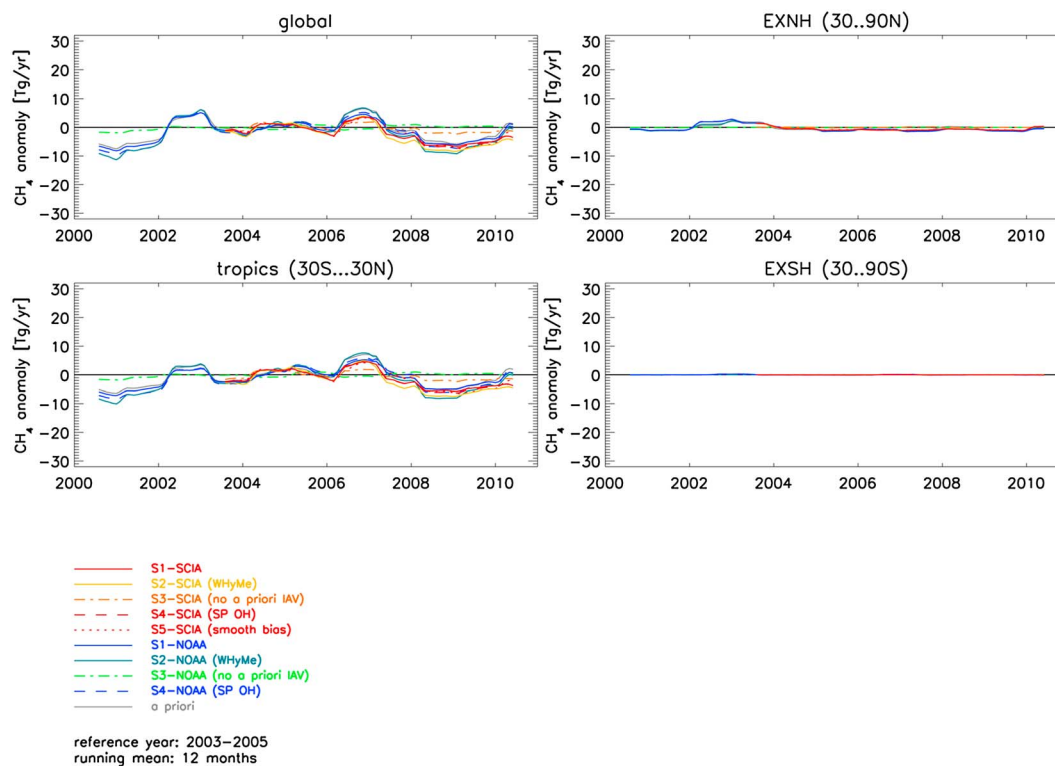 global
CH4 anomaly [Tg/yr]
30
20
10
0
-10
-20
-30
2000 2002 2004 2006 2008 2010
EXNH (30..90N)
CH4 anomaly [Tg/yr]
30
20
10
0
-10
-20
-30
2000 2002 2004 2006 2008 2010
tropics (30S...30N)
CH4 anomaly [Tg/yr]
30
20
10
0
-10
-20
-30
2000 2002 2004 2006 2008 2010
EXSH (30..90S)
CH4 anomaly [Tg/yr]
30
20
10
0
-10
-20
-30
2000 2002 2004 2006 2008 2010
S1-SCIA
S2-SCIA (WHyMe)
S3-SCIA (no a priori IAV)
S4-SCIA (SP OH)
S5-SCIA (smooth bias)
S1-NOAA
S2-NOAA (WHyMe)
S3-NOAA (no a priori IAV)
S4-NOAA (SP OH)
a priori
reference year: 2003-2005
running mean: 12 months